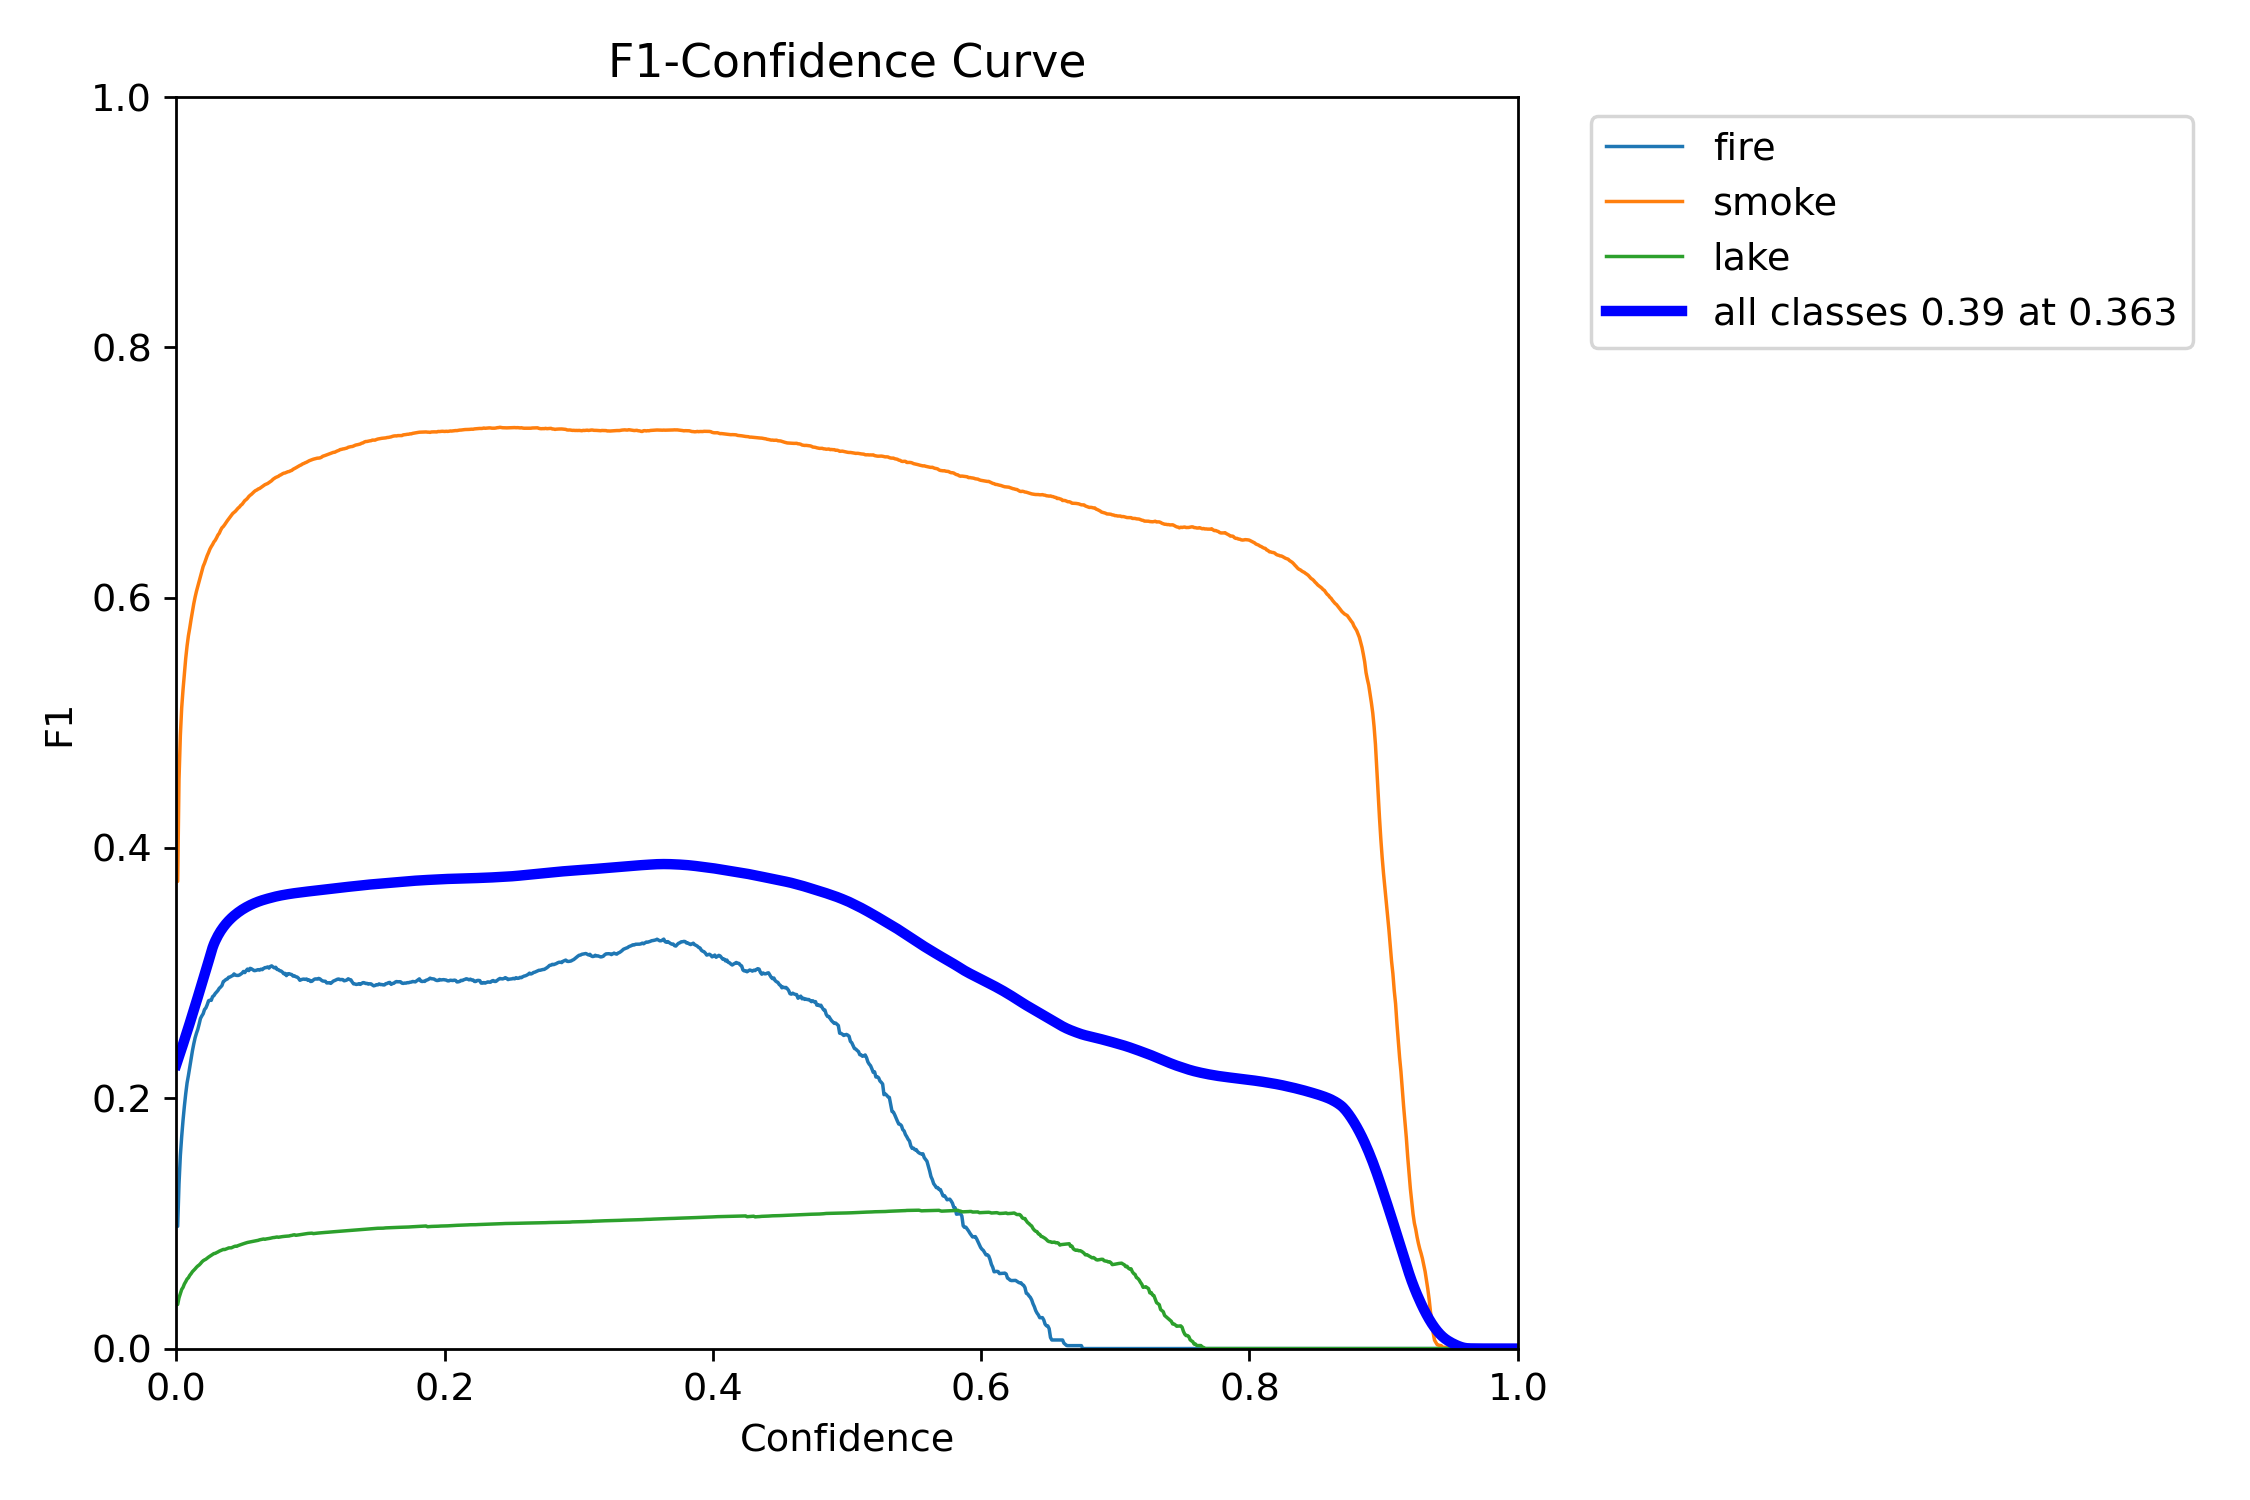 F1-Confidence Curve
1.0
0.8
0.6
0.4
0.2
0.0
F1
0.0 0.2 0.4 0.6 0.8 1.0
Confidence
fire
smoke
lake
all classes 0.39 at 0.363